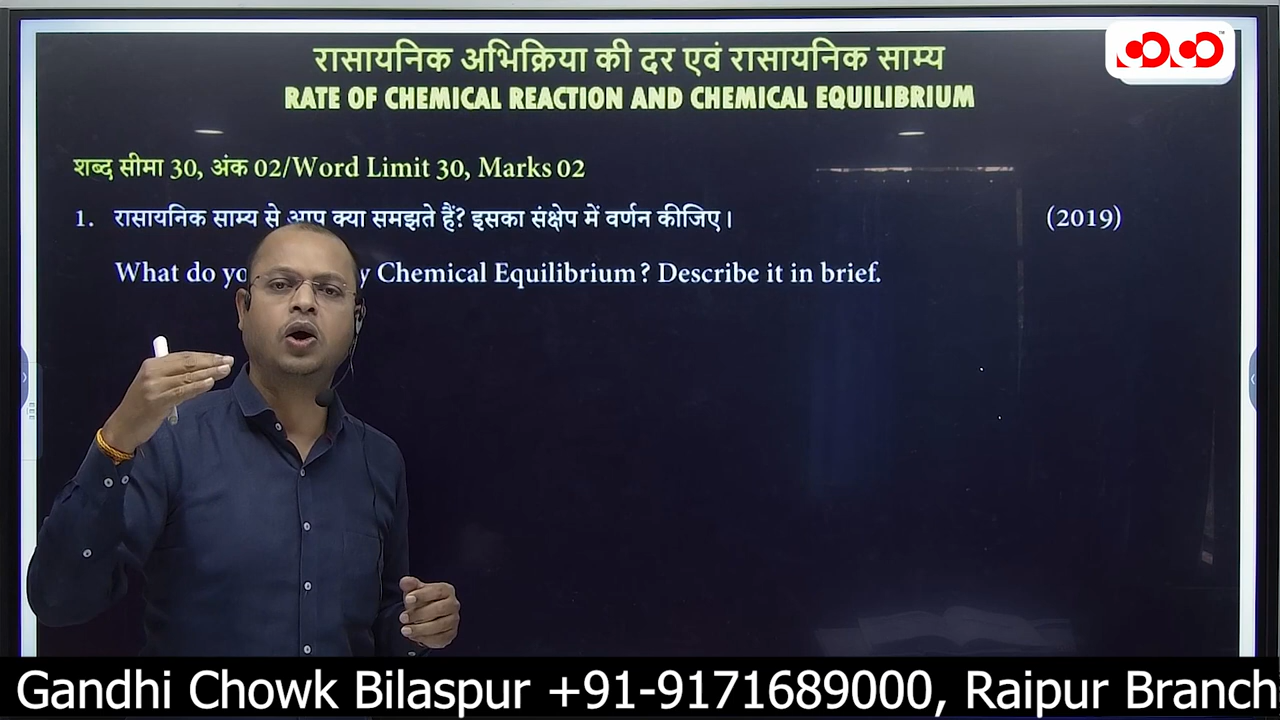 रासायनिक अभिक्रिया की दर एवं रासायनिक साम्य
RATE OF CHEMICAL REACTION AND CHEMICAL EQUILIBRIUM
शब्द सीमा 30, अंक 02/Word Limit 30, Marks 02
1. रासायनिक साम्य से आप क्या समझते हैं? इसका संक्षेप में वर्णन कीजिए। (2019)
What do yo y Chemical Equilibrium? Describe it in brief.
Gandhi Chowk Bilaspur +91-9171689000, Raipur Branch